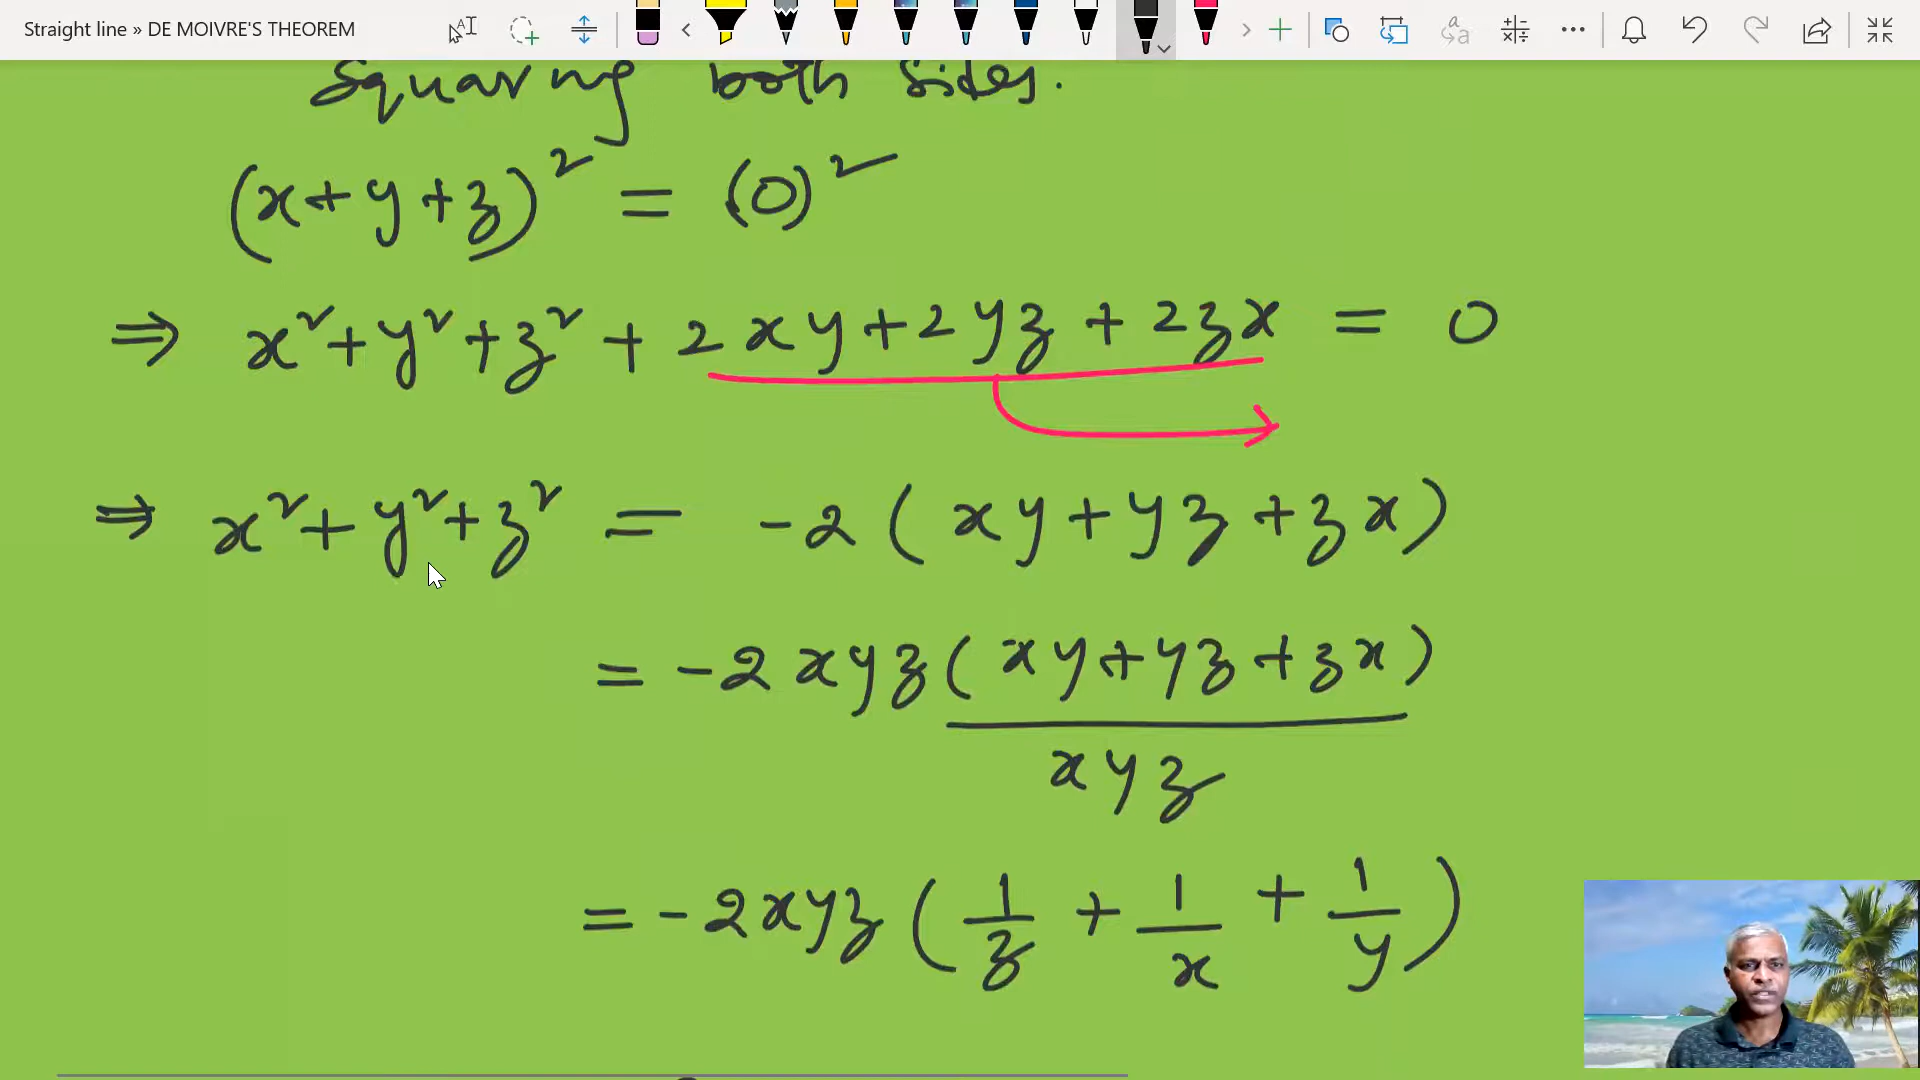 Straight line » DE MOIVRE'S THEOREM
Squaring both sides.
(x+y+z)² = (0)²
⇒ x²+y²+z² + 2xy+2yz+2zx = 0
⇒ x²+y²+z² = -2(xy+yz+zx)
= -2xyz (xy+yz+zx)
xyz
= -2xyz (1/z + 1/x + 1/y)